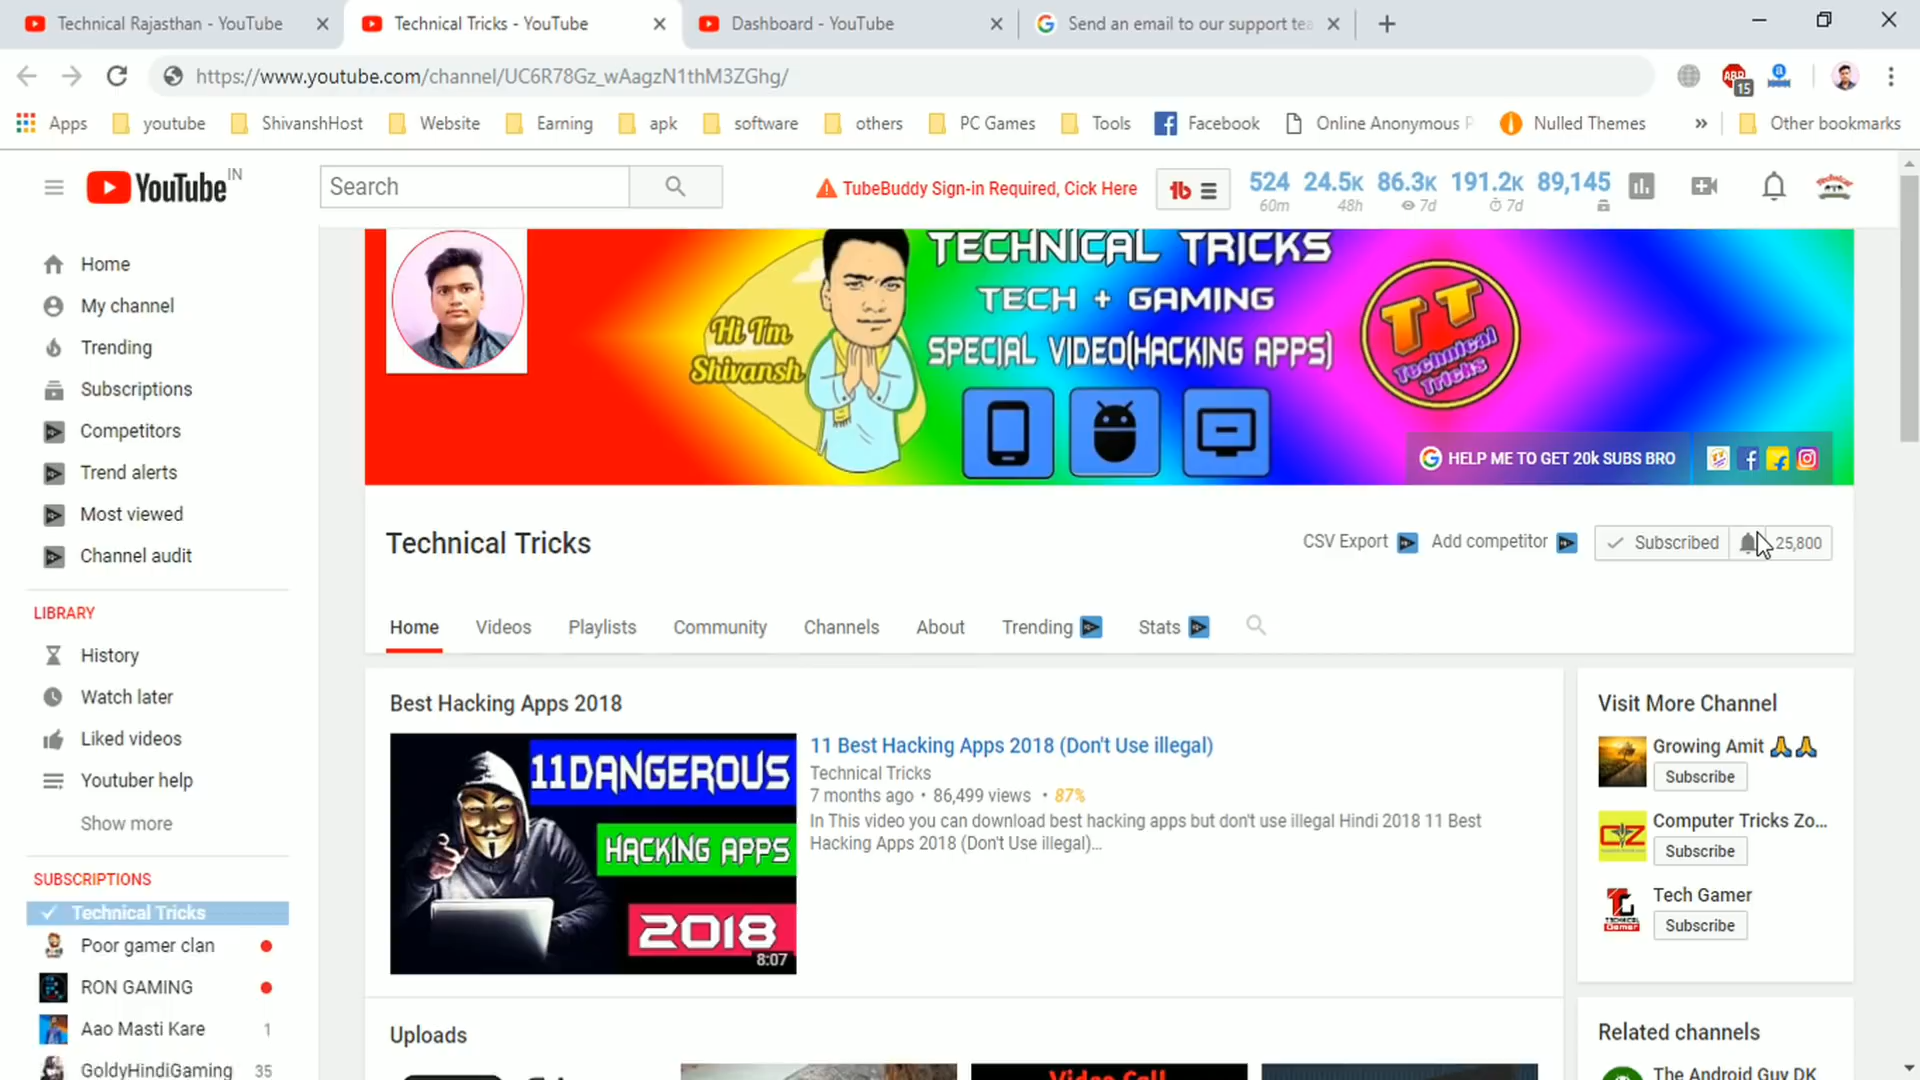 Technical Rajasthan - YouTube
Technical Tricks - YouTube
Dashboard - YouTube
Send an email to our support tea
https://www.youtube.com/channel/UC6R78Gz_wAagzN1thM3ZGhg/
ABP
15
a
Apps
youtube
ShivanshHost
Website
Earning
apk
software
others
PC Games
Tools
Facebook
Online Anonymous P
Nulled Themes
»
Other bookmarks
YouTube IN
Search
TubeBuddy Sign-in Required, Cick Here
tb
524
24.5K
86.3K
191.2K
89,145
60m
48h
7d
7d
Home
My channel
Trending
Subscriptions
Competitors
Trend alerts
Most viewed
Channel audit
LIBRARY
History
Watch later
Liked videos
Youtuber help
Show more
SUBSCRIPTIONS
Technical Tricks
Poor gamer clan
RON GAMING
Aao Masti Kare 1
GoldyHindiGaming 35
Hi I'm
Shivansh
TECHNICAL TRICKS
TECH + GAMING
SPECIAL VIDEO(HACKING APPS)
TT
Technical
Tricks
HELP ME TO GET 20k SUBS BRO
Technical Tricks
CSV Export
Add competitor
Subscribed
25,800
Home
Videos
Playlists
Community
Channels
About
Trending
Stats
Best Hacking Apps 2018
11DANGEROUS
HACKING APPS
2018
8:07
11 Best Hacking Apps 2018 (Don't Use illegal)
Technical Tricks
7 months ago • 86,499 views • 87%
In This video you can download best hacking apps but don't use illegal Hindi 2018 11 Best
Hacking Apps 2018 (Don't Use illegal)...
Uploads
Video Call
Visit More Channel
Growing Amit
Subscribe
CTZ
Computer Tricks Zo...
Subscribe
Tech Gamer
Subscribe
Related channels
The Android Guy DK